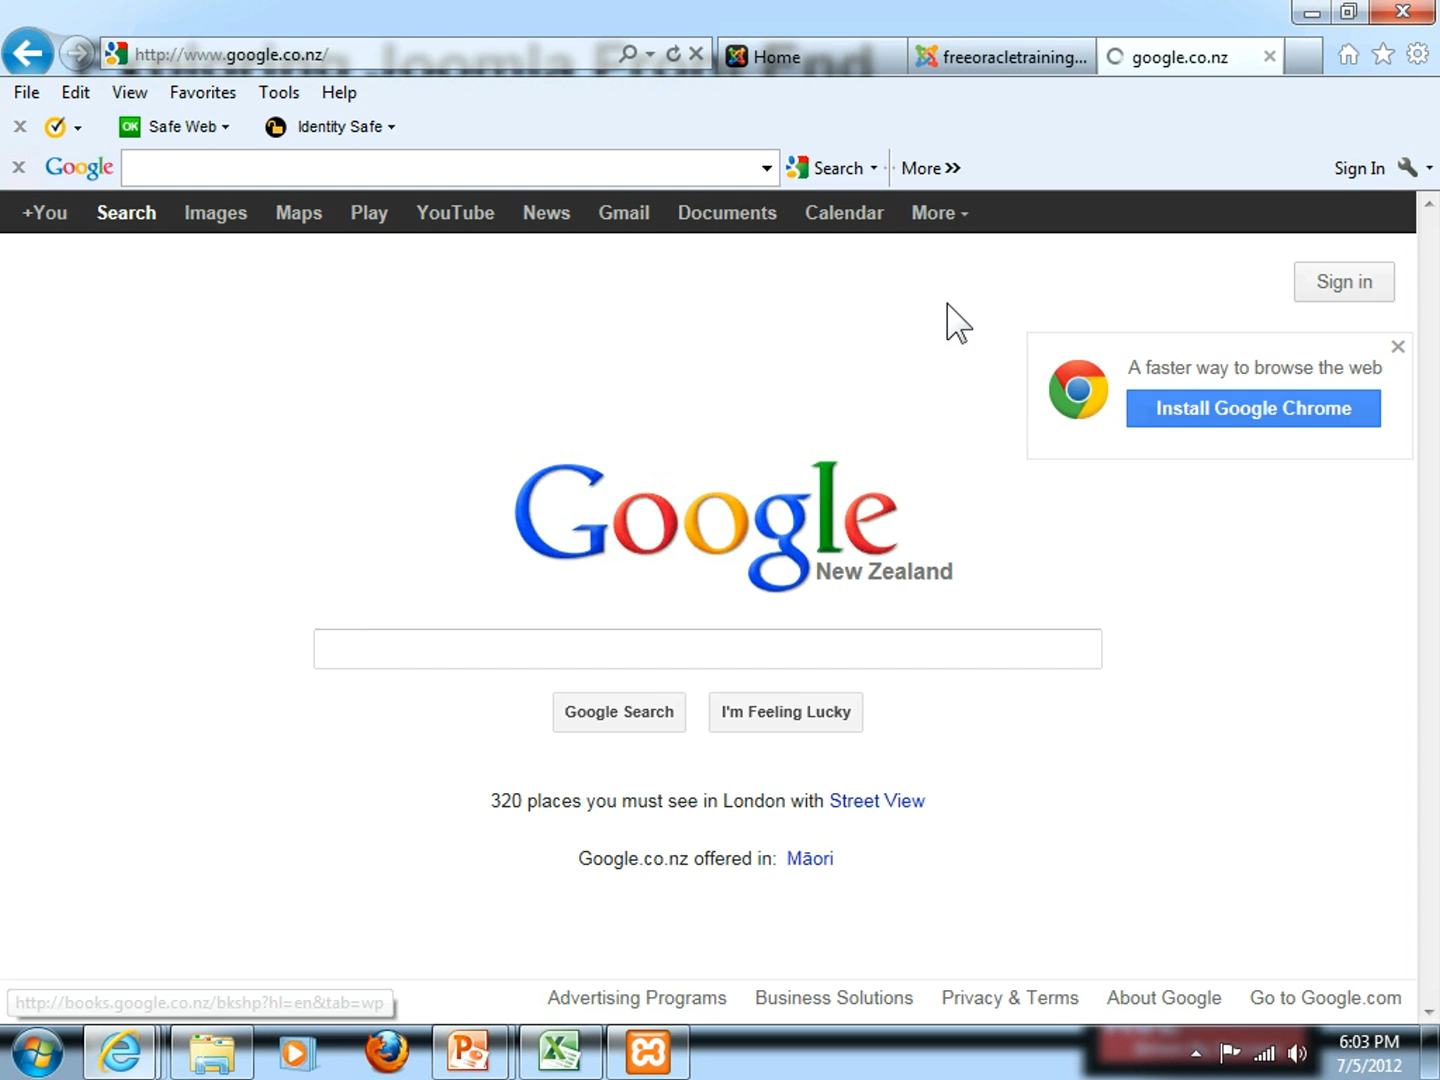 http://www.google.co.nz/
Home
freeoracletraining...
google.co.nz
File Edit View Favorites Tools Help
OK Safe Web Identity Safe
Google Search More Sign In
+You Search Images Maps Play YouTube News Gmail Documents Calendar More
Sign in
A faster way to browse the web
Install Google Chrome
Google
New Zealand
Google Search I'm Feeling Lucky
320 places you must see in London with Street View
Google.co.nz offered in: Māori
http://books.google.co.nz/bkshp?hl=en&tab=wp
Advertising Programs Business Solutions Privacy & Terms About Google Go to Google.com
6:03 PM
7/5/2012